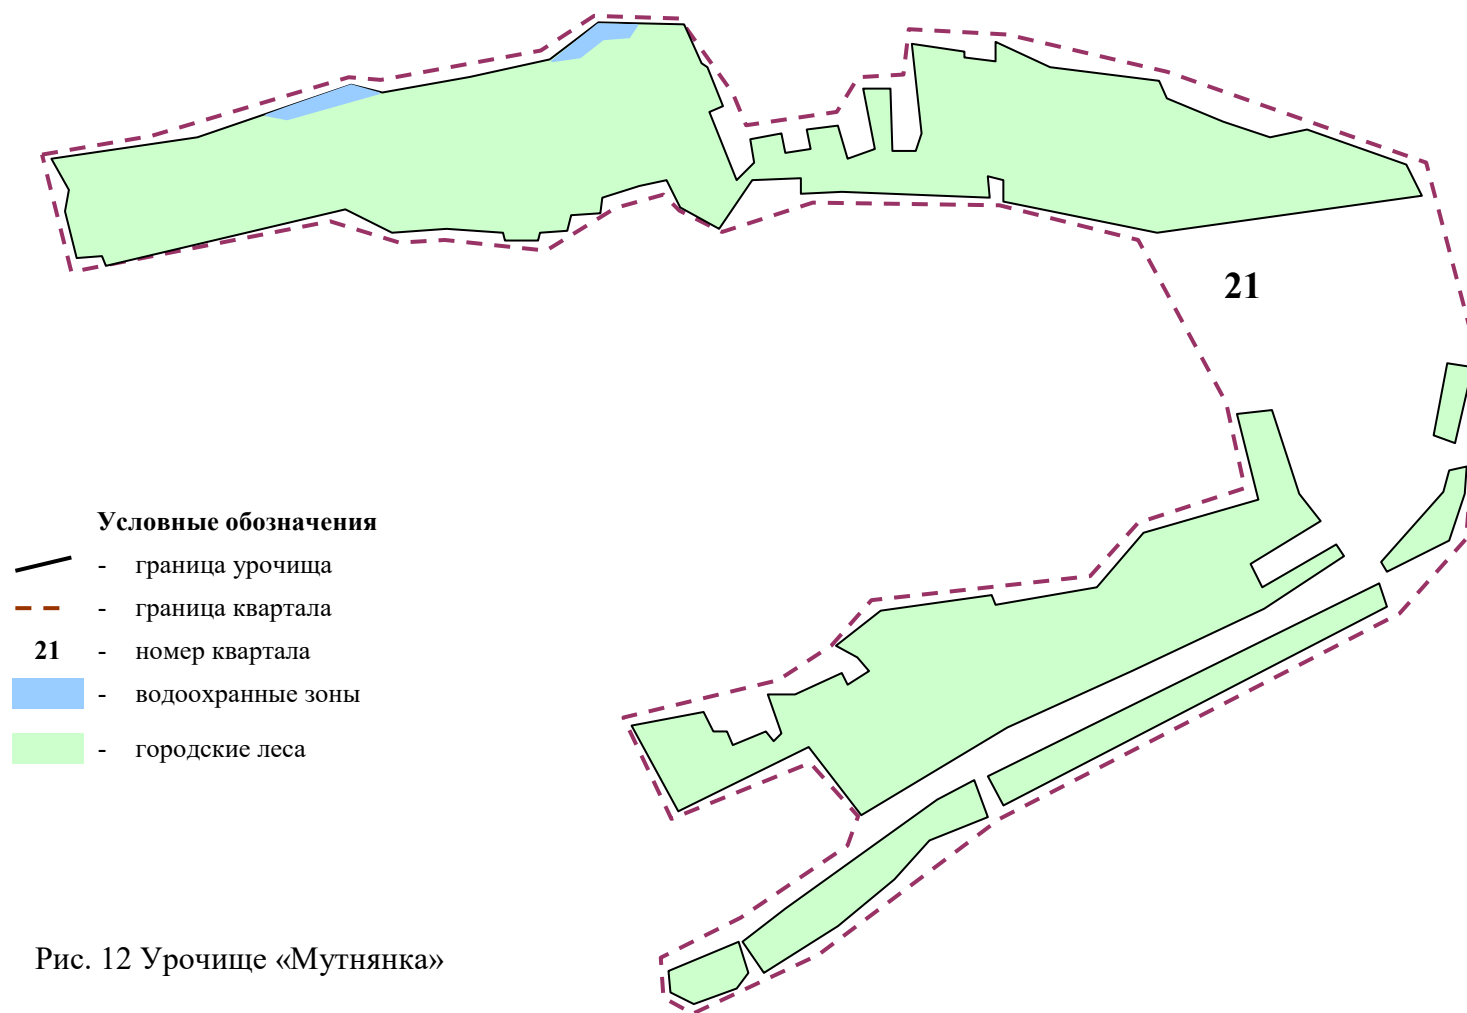 21
Условные обозначения
- граница урочища
- граница квартала
21 - номер квартала
- водоохранные зоны
- городские леса
Рис. 12 Урочище «Мутнянка»